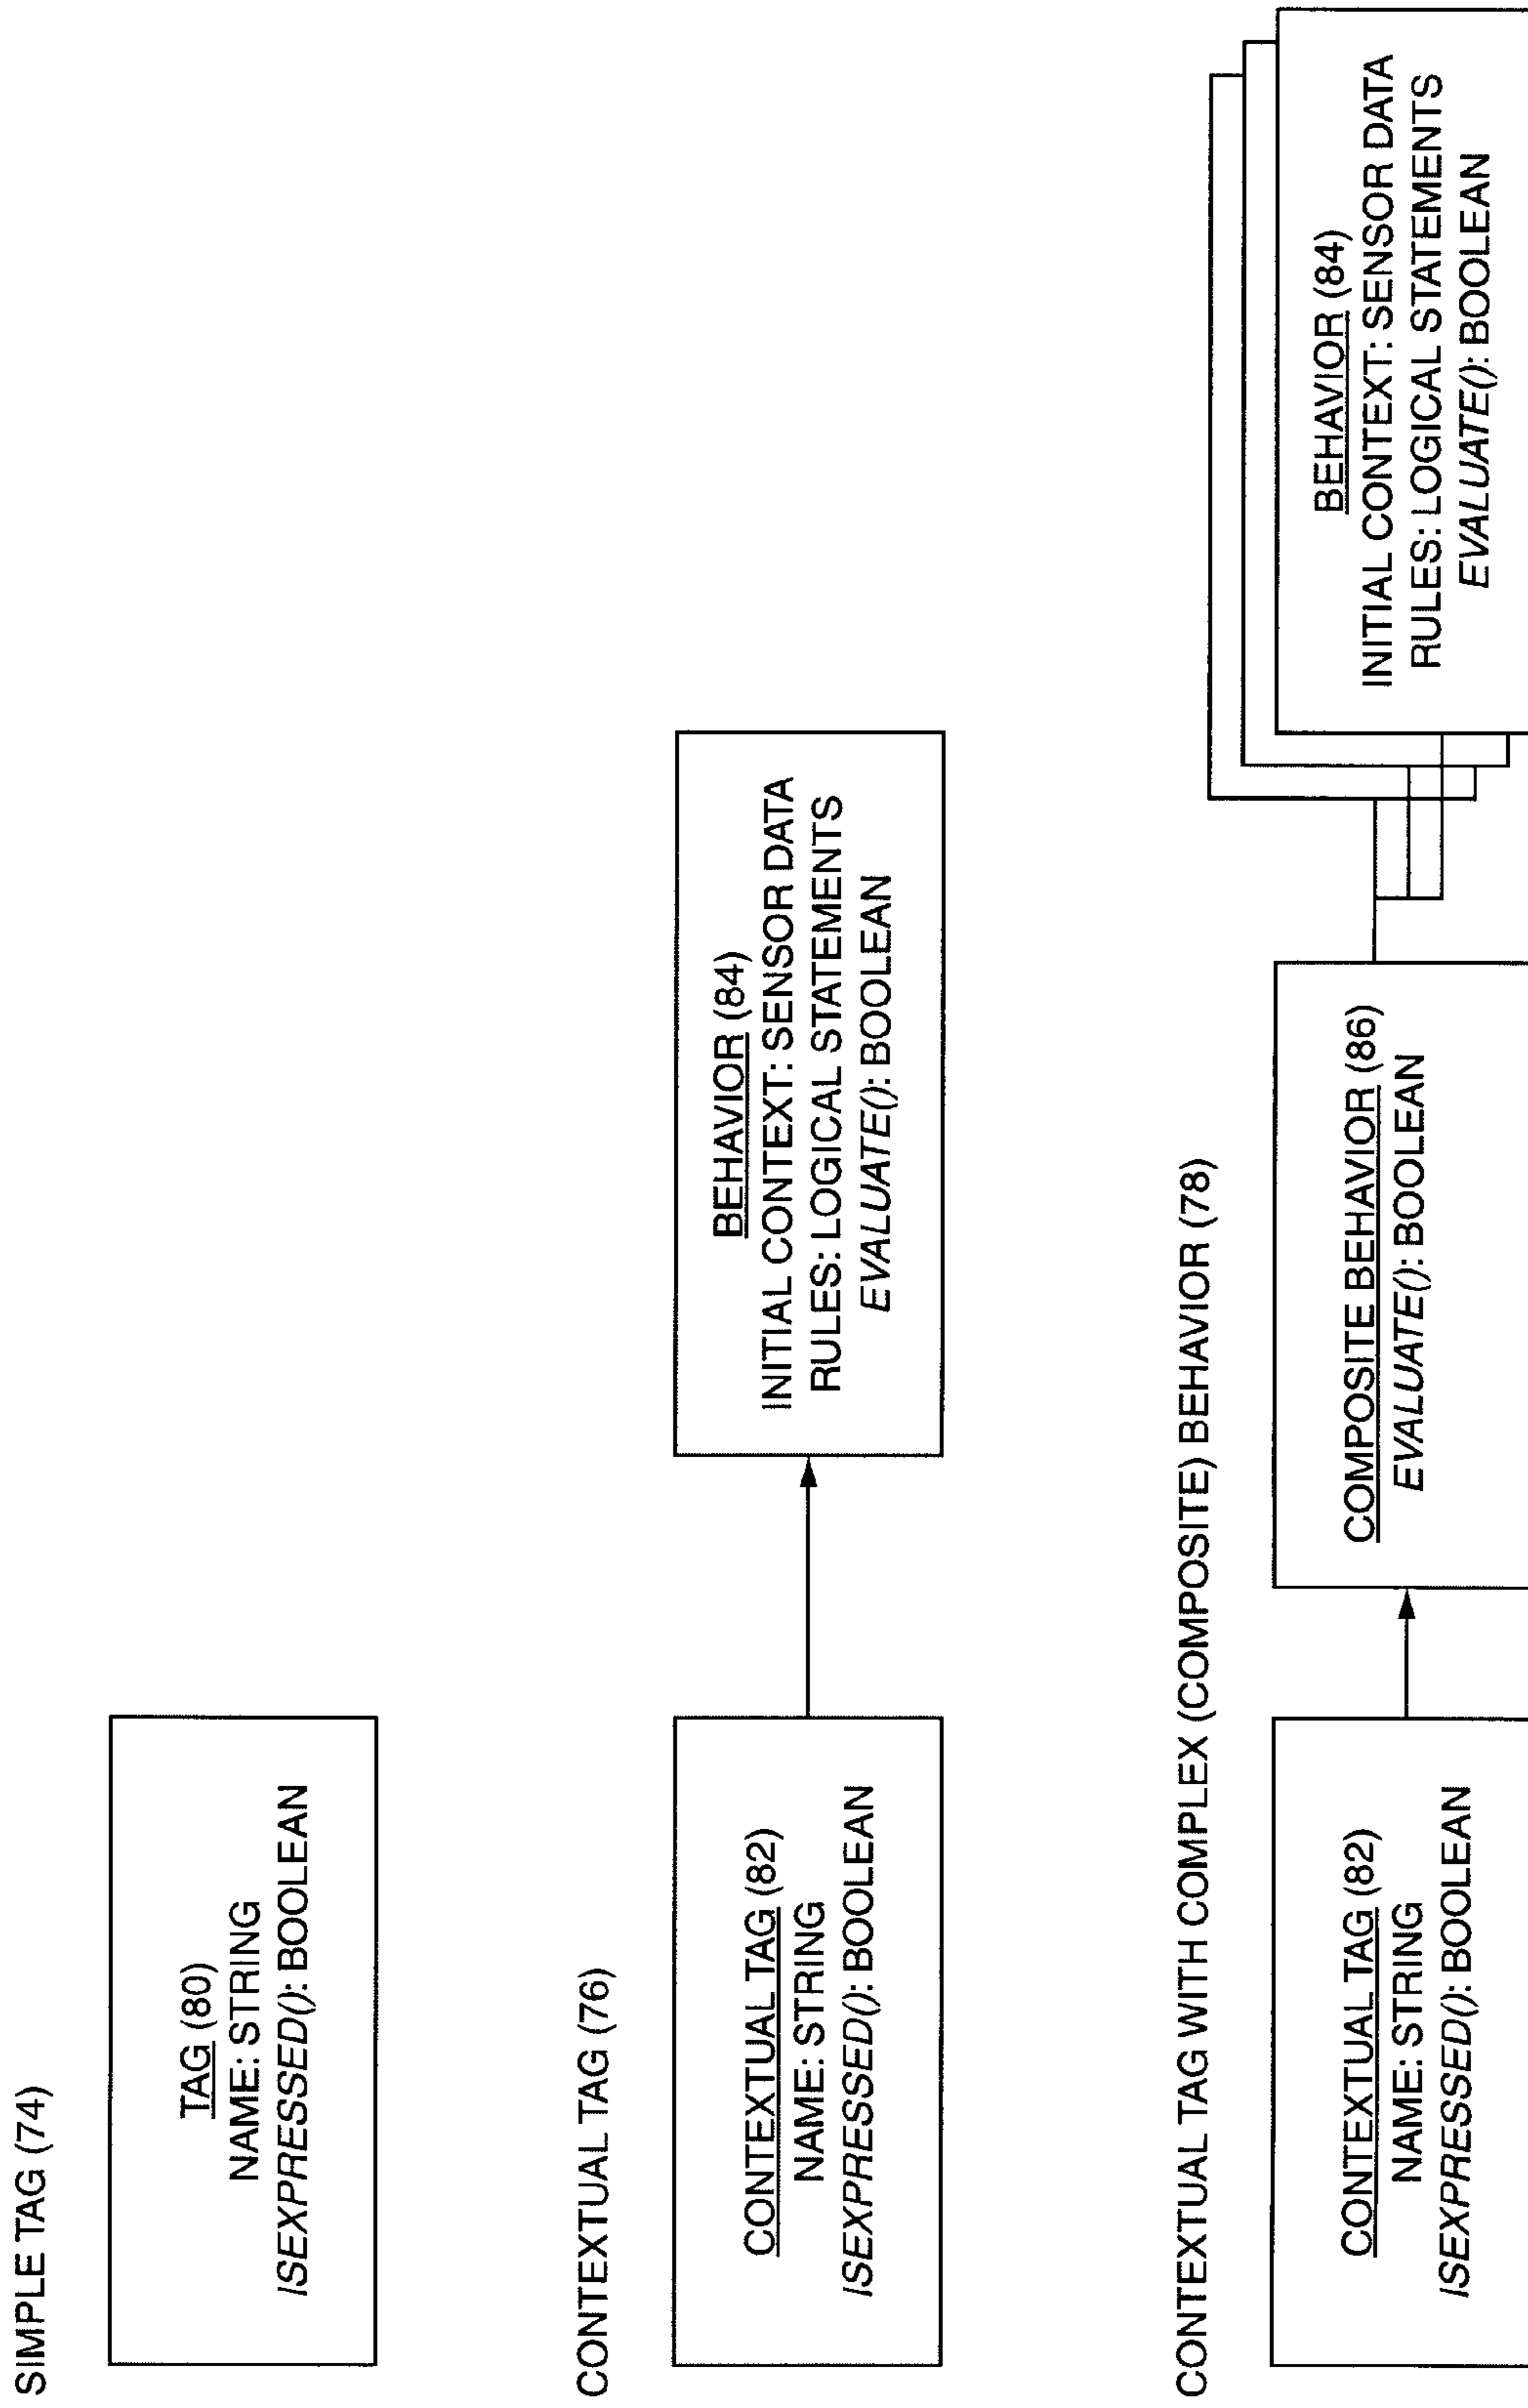 SIMPLE TAG (74)
TAG (80)
NAME: STRING
ISEXPRESSED(): BOOLEAN
CONTEXTUAL TAG (76)
CONTEXTUAL TAG (82)
NAME: STRING
ISEXPRESSED(): BOOLEAN
BEHAVIOR (84)
INITIAL CONTEXT: SENSOR DATA
RULES: LOGICAL STATEMENTS
EVALUATE(): BOOLEAN
CONTEXTUAL TAG WITH COMPLEX (COMPOSITE) BEHAVIOR (78)
CONTEXTUAL TAG (82)
NAME: STRING
ISEXPRESSED(): BOOLEAN
COMPOSITE BEHAVIOR (86)
EVALUATE(): BOOLEAN
BEHAVIOR (84)
INITIAL CONTEXT: SENSOR DATA
RULES: LOGICAL STATEMENTS
EVALUATE(): BOOLEAN